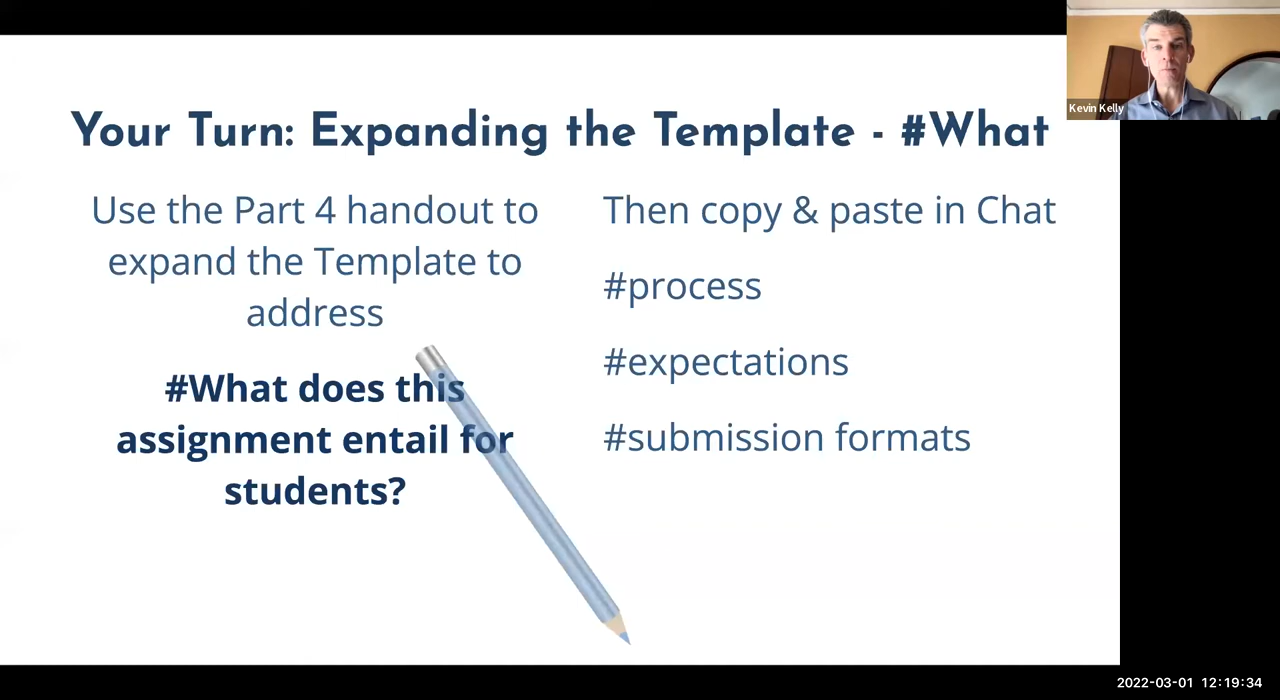 Kevin Kelly
Your Turn: Expanding the Template - #What
Use the Part 4 handout to
expand the Template to
address
#What does this
assignment entail for
students?
Then copy & paste in Chat
#process
#expectations
#submission formats
2022-03-01 12:19:34